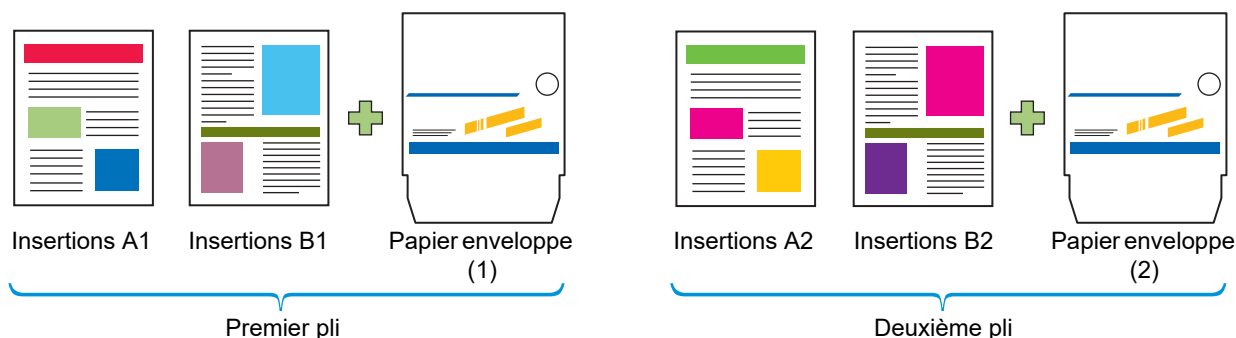 Insertions A1
Insertions B1
Papier enveloppe
(1)
Premier pli
Insertions A2
Insertions B2
Papier enveloppe
(2)
Deuxième pli